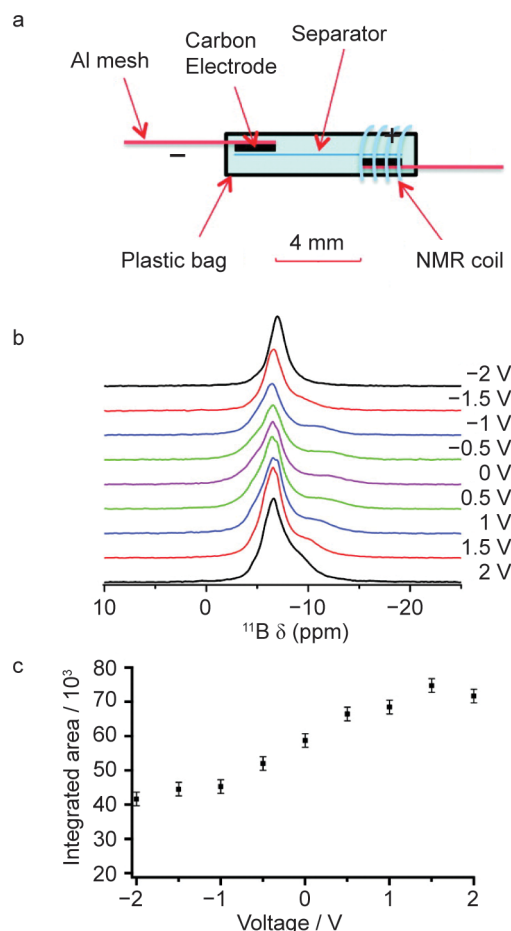 a
Al mesh
Carbon
Electrode
Separator
−
+
Plastic bag
4 mm
NMR coil
b
−2 V
−1.5 V
−1 V
−0.5 V
0 V
0.5 V
1 V
1.5 V
2 V
10 0 −10 −20
¹¹B δ (ppm)
c
Integrated area / 10³
80
70
60
50
40
30
20
−2 −1 0 1 2
Voltage / V